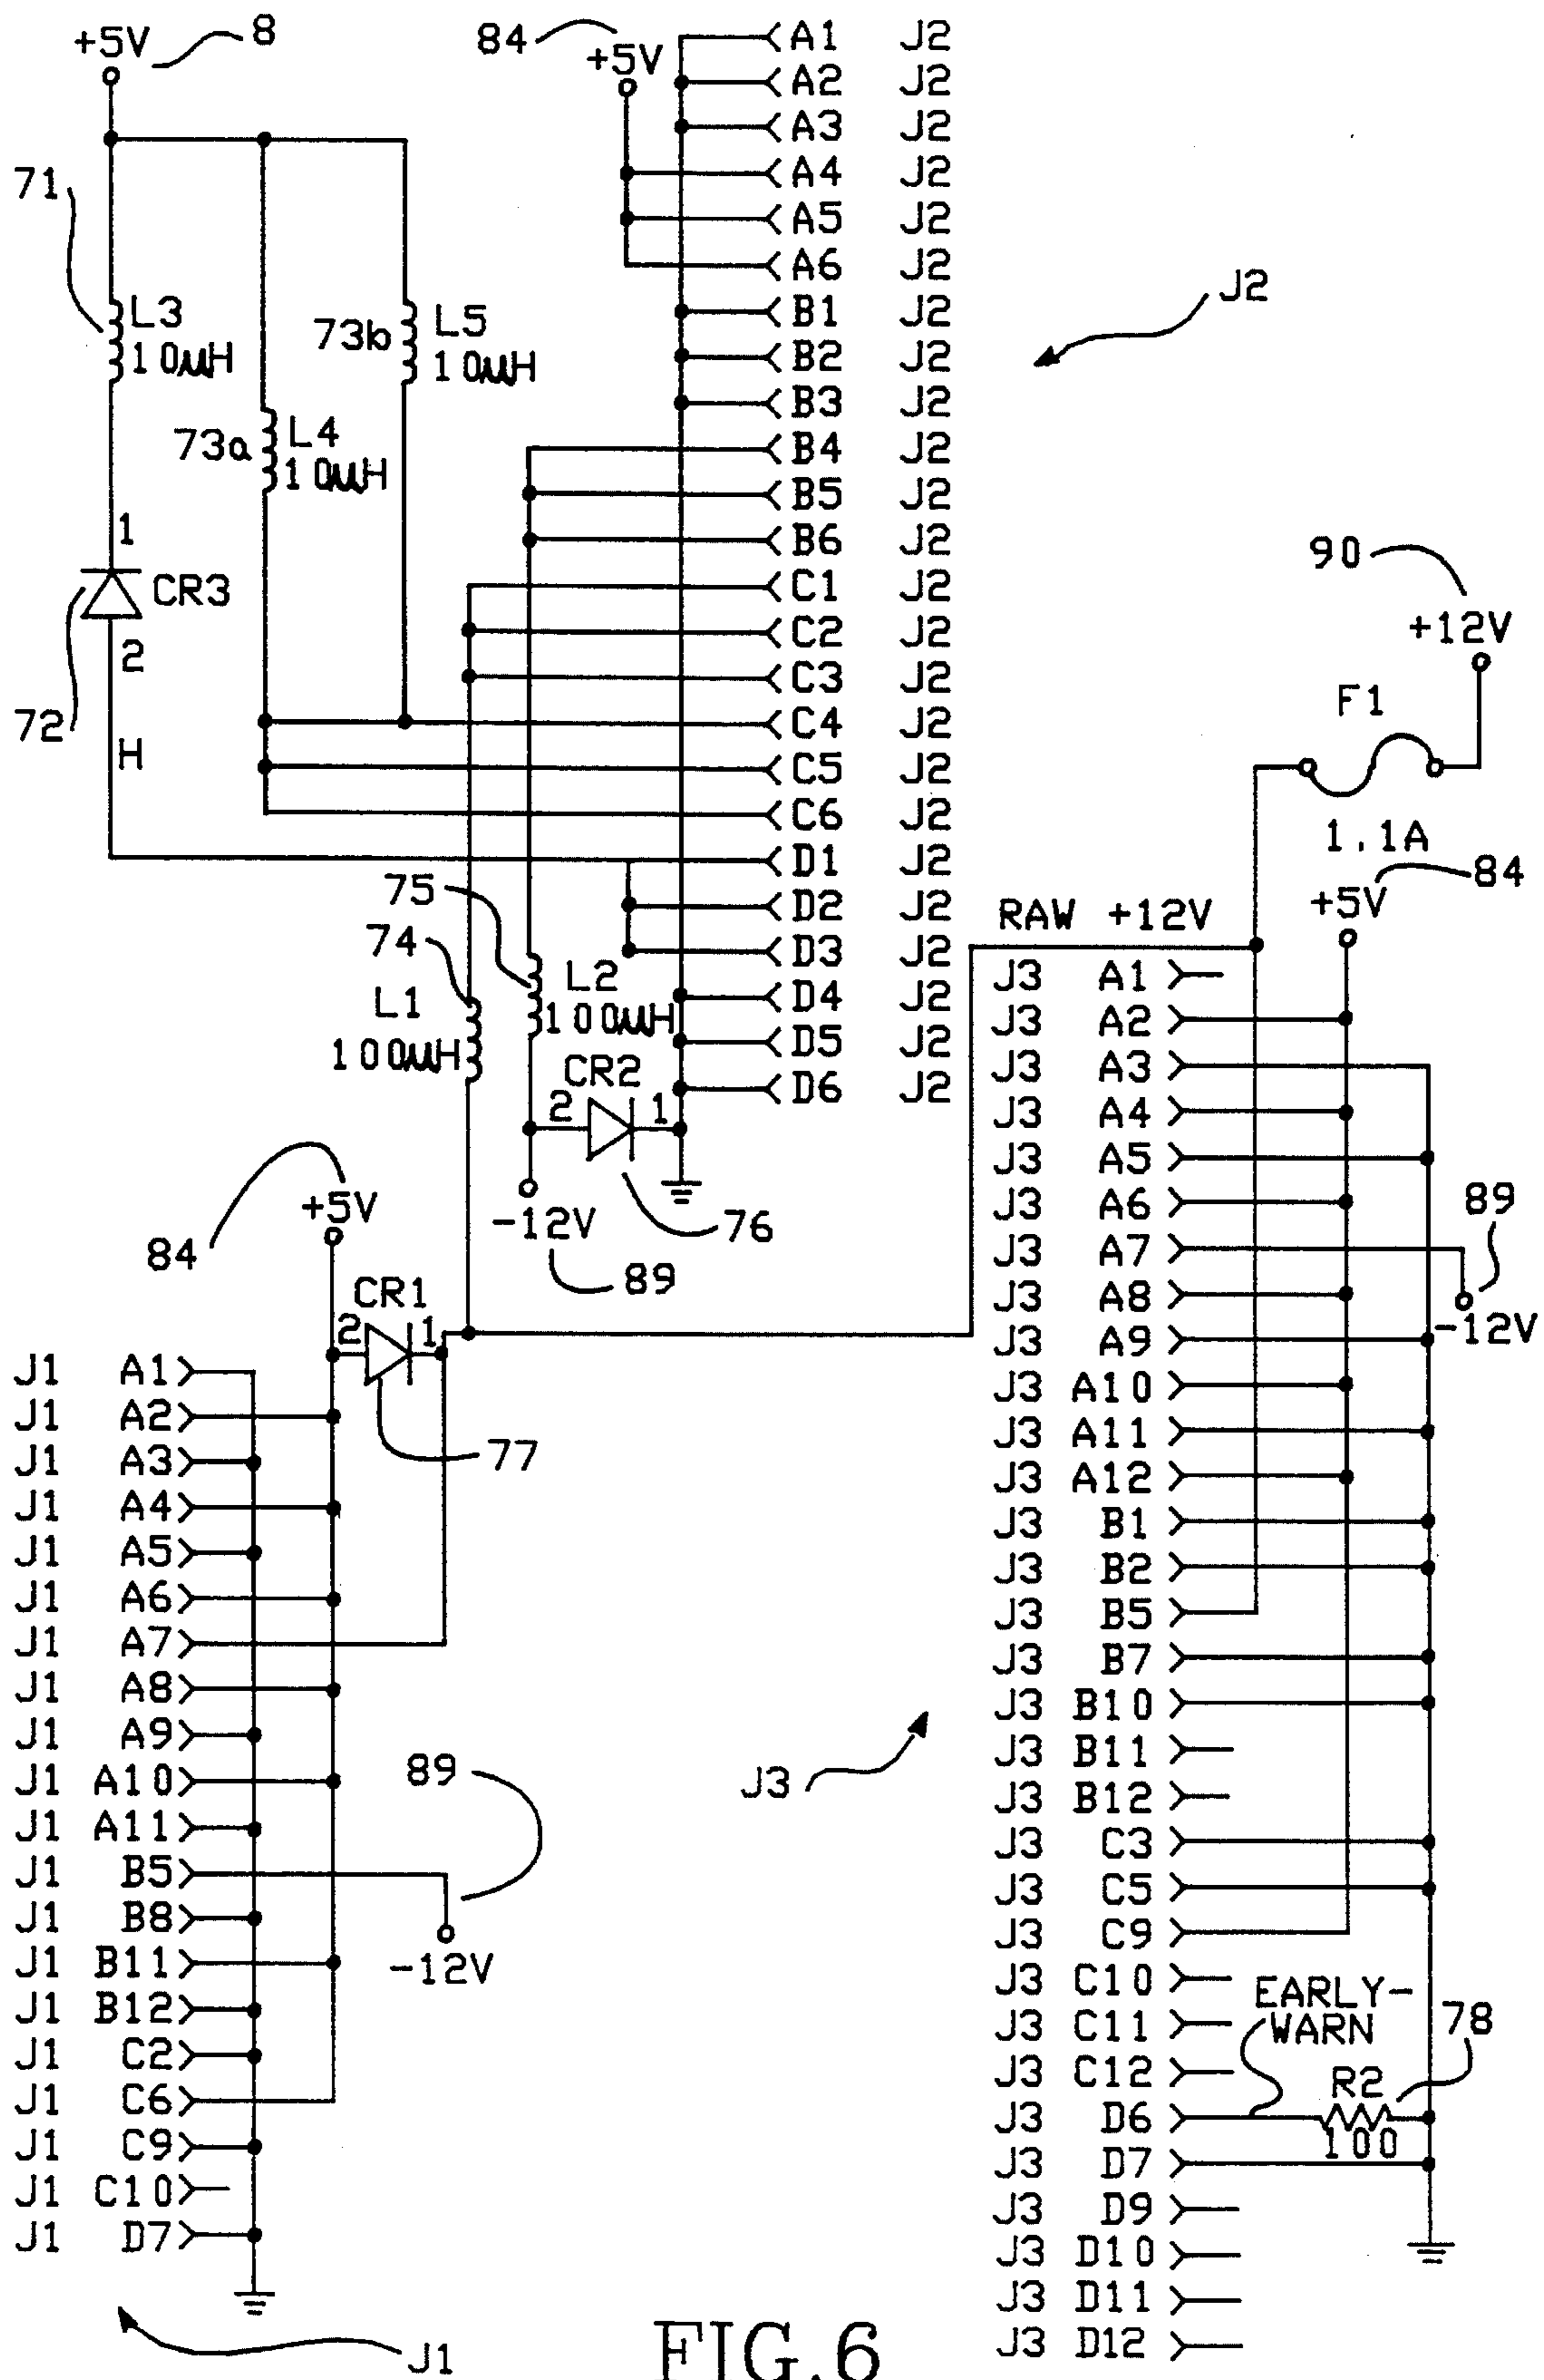 +5V 8
71
L3
10µH
73a
L4
10µH
73b
L5
10µH
1
CR3
2
72
H
84
+5V
A1 J2
A2 J2
A3 J2
A4 J2
A5 J2
A6 J2
B1 J2
B2 J2
B3 J2
B4 J2
B5 J2
B6 J2
C1 J2
C2 J2
C3 J2
C4 J2
C5 J2
C6 J2
D1 J2
D2 J2
D3 J2
D4 J2
D5 J2
D6 J2
J2
75
74
L1
100µH
L2
100µH
CR2
2 1
-12V
76
89
84
+5V
CR1
2 1
77
J1 A1
J1 A2
J1 A3
J1 A4
J1 A5
J1 A6
J1 A7
J1 A8
J1 A9
J1 A10
J1 A11
J1 B5
J1 B8
J1 B11
J1 B12
J1 C2
J1 C6
J1 C9
J1 C10
J1 D7
89
-12V
J1
90
+12V
F1
1.1A
84
+5V
RAW +12V
J3 A1
J3 A2
J3 A3
J3 A4
J3 A5
J3 A6
J3 A7
J3 A8
J3 A9
J3 A10
J3 A11
J3 A12
J3 B1
J3 B2
J3 B5
J3 B7
J3 B10
J3 B11
J3 B12
J3 C3
J3 C5
J3 C9
J3 C10
J3 C11
J3 C12
J3 D6
J3 D7
J3 D9
J3 D10
J3 D11
J3 D12
89
-12V
J3
EARLY-
WARN
78
R2
100
FIG.6